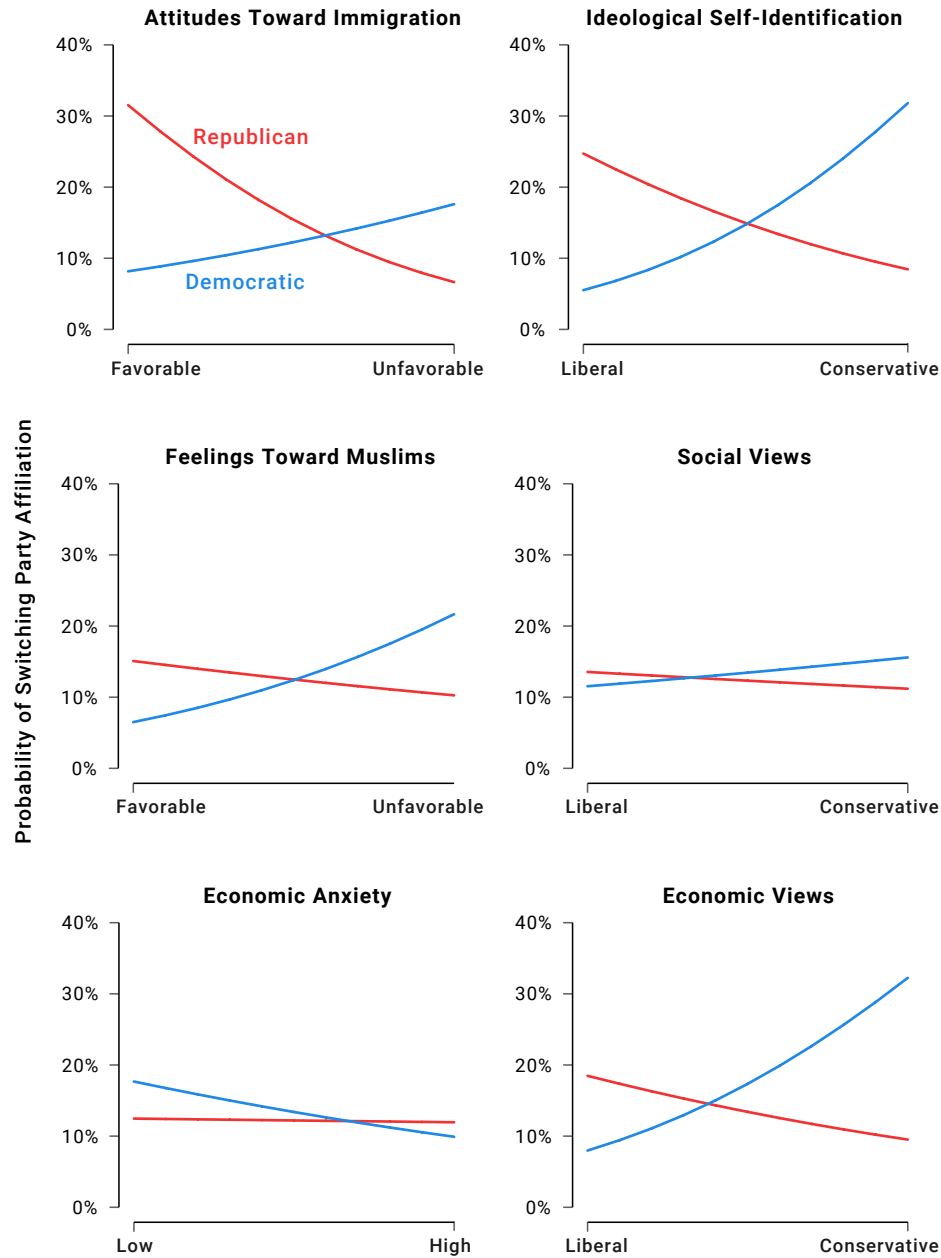 Attitudes Toward Immigration
40%
30%
20%
10%
0%
Republican
Democratic
Favorable Unfavorable
Ideological Self-Identification
40%
30%
20%
10%
0%
Liberal Conservative
Probability of Switching Party Affiliation
Feelings Toward Muslims
40%
30%
20%
10%
0%
Favorable Unfavorable
Social Views
40%
30%
20%
10%
0%
Liberal Conservative
Economic Anxiety
40%
30%
20%
10%
0%
Low High
Economic Views
40%
30%
20%
10%
0%
Liberal Conservative